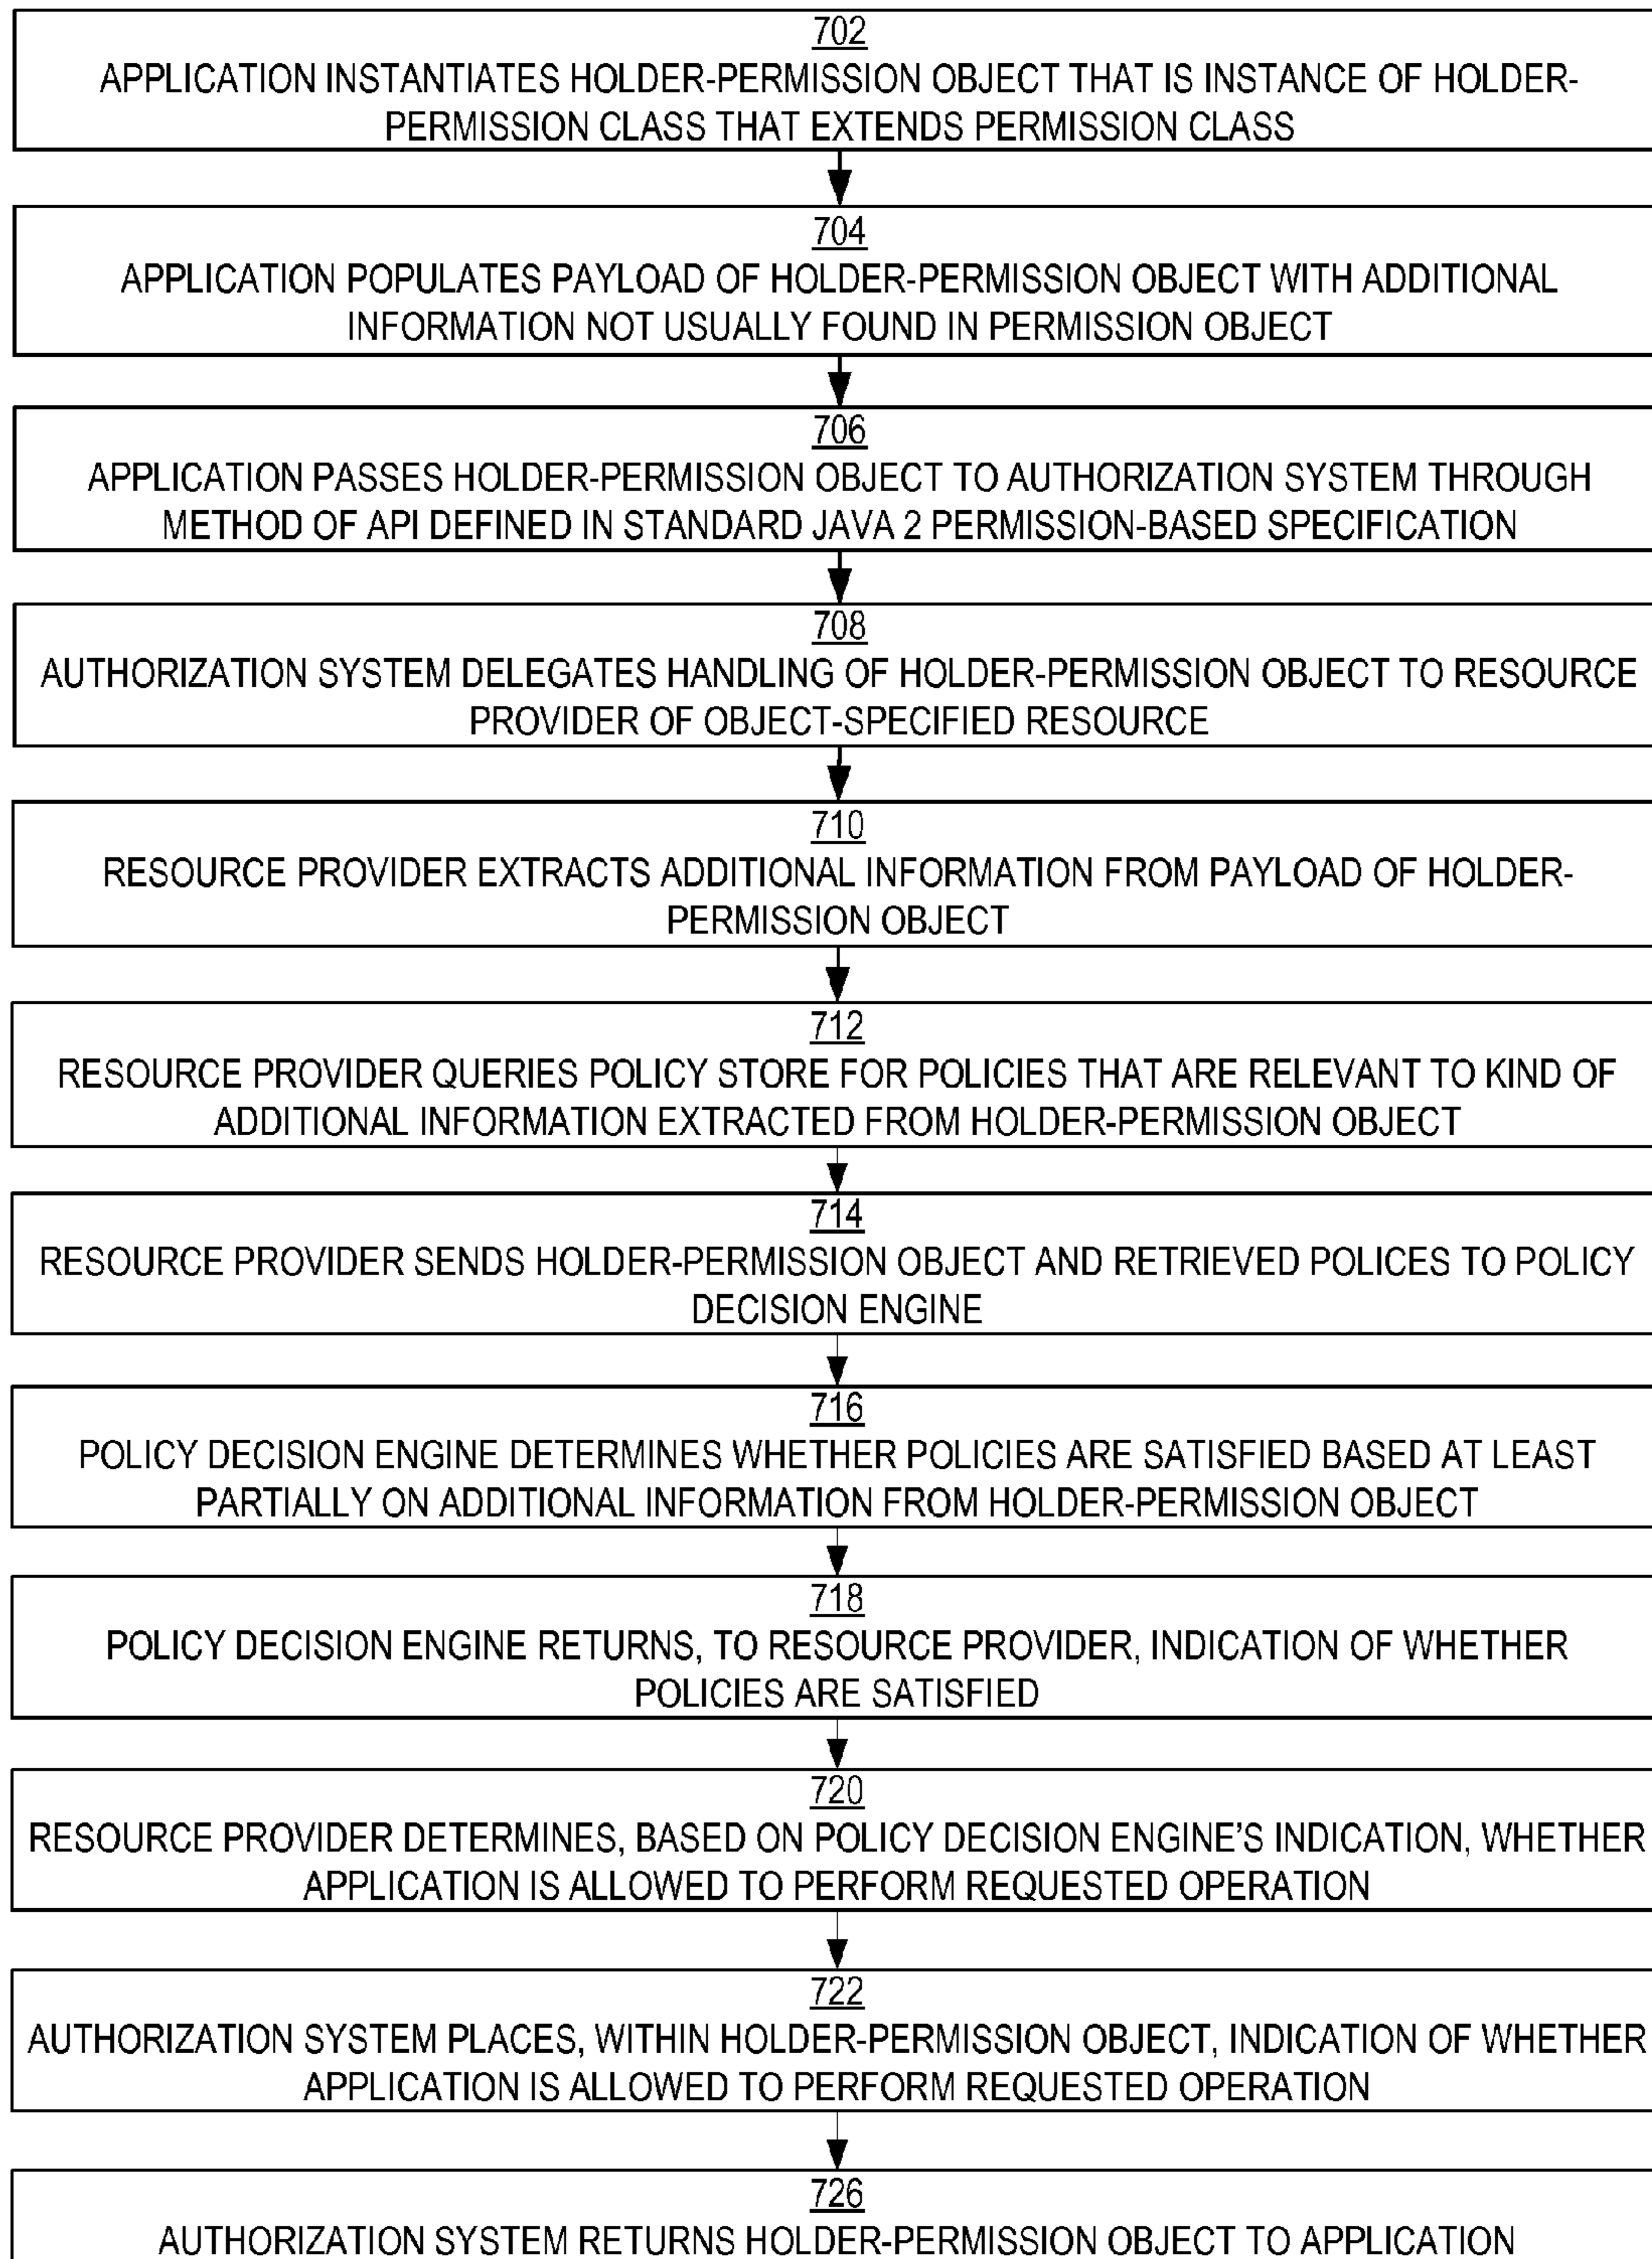 702
APPLICATION INSTANTIATES HOLDER-PERMISSION OBJECT THAT IS INSTANCE OF HOLDER-
PERMISSION CLASS THAT EXTENDS PERMISSION CLASS
704
APPLICATION POPULATES PAYLOAD OF HOLDER-PERMISSION OBJECT WITH ADDITIONAL
INFORMATION NOT USUALLY FOUND IN PERMISSION OBJECT
706
APPLICATION PASSES HOLDER-PERMISSION OBJECT TO AUTHORIZATION SYSTEM THROUGH
METHOD OF API DEFINED IN STANDARD JAVA 2 PERMISSION-BASED SPECIFICATION
708
AUTHORIZATION SYSTEM DELEGATES HANDLING OF HOLDER-PERMISSION OBJECT TO RESOURCE
PROVIDER OF OBJECT-SPECIFIED RESOURCE
710
RESOURCE PROVIDER EXTRACTS ADDITIONAL INFORMATION FROM PAYLOAD OF HOLDER-
PERMISSION OBJECT
712
RESOURCE PROVIDER QUERIES POLICY STORE FOR POLICIES THAT ARE RELEVANT TO KIND OF
ADDITIONAL INFORMATION EXTRACTED FROM HOLDER-PERMISSION OBJECT
714
RESOURCE PROVIDER SENDS HOLDER-PERMISSION OBJECT AND RETRIEVED POLICES TO POLICY
DECISION ENGINE
716
POLICY DECISION ENGINE DETERMINES WHETHER POLICIES ARE SATISFIED BASED AT LEAST
PARTIALLY ON ADDITIONAL INFORMATION FROM HOLDER-PERMISSION OBJECT
718
POLICY DECISION ENGINE RETURNS, TO RESOURCE PROVIDER, INDICATION OF WHETHER
POLICIES ARE SATISFIED
720
RESOURCE PROVIDER DETERMINES, BASED ON POLICY DECISION ENGINE'S INDICATION, WHETHER
APPLICATION IS ALLOWED TO PERFORM REQUESTED OPERATION
722
AUTHORIZATION SYSTEM PLACES, WITHIN HOLDER-PERMISSION OBJECT, INDICATION OF WHETHER
APPLICATION IS ALLOWED TO PERFORM REQUESTED OPERATION
726
AUTHORIZATION SYSTEM RETURNS HOLDER-PERMISSION OBJECT TO APPLICATION